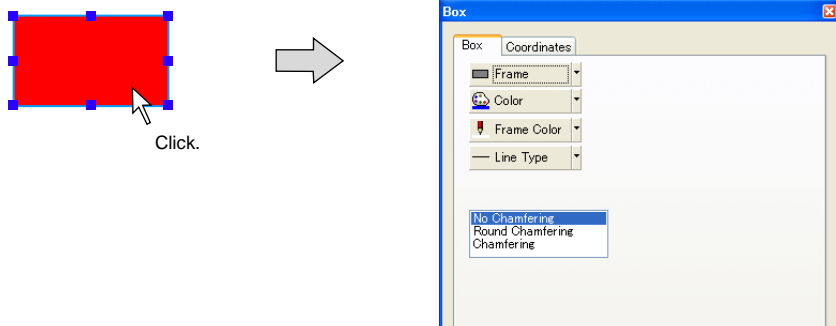 Click.
Box
Box Coordinates
Frame
Color
Frame Color
Line Type
No Chamfering
Round Chamfering
Chamfering